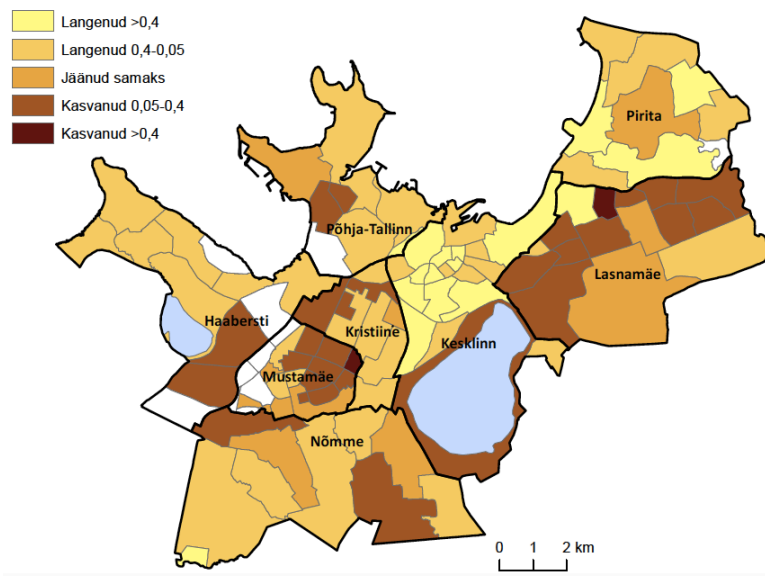 Langenud >0,4
Langenud 0,4-0,05
Jäänud samaks
Kasvanud 0,05-0,4
Kasvanud >0,4
Pirita
Põhja-Tallinn
Lasnamäe
Haabersti
Kristiine
Kesklinn
Mustamäe
Nõmme
0 1 2 km